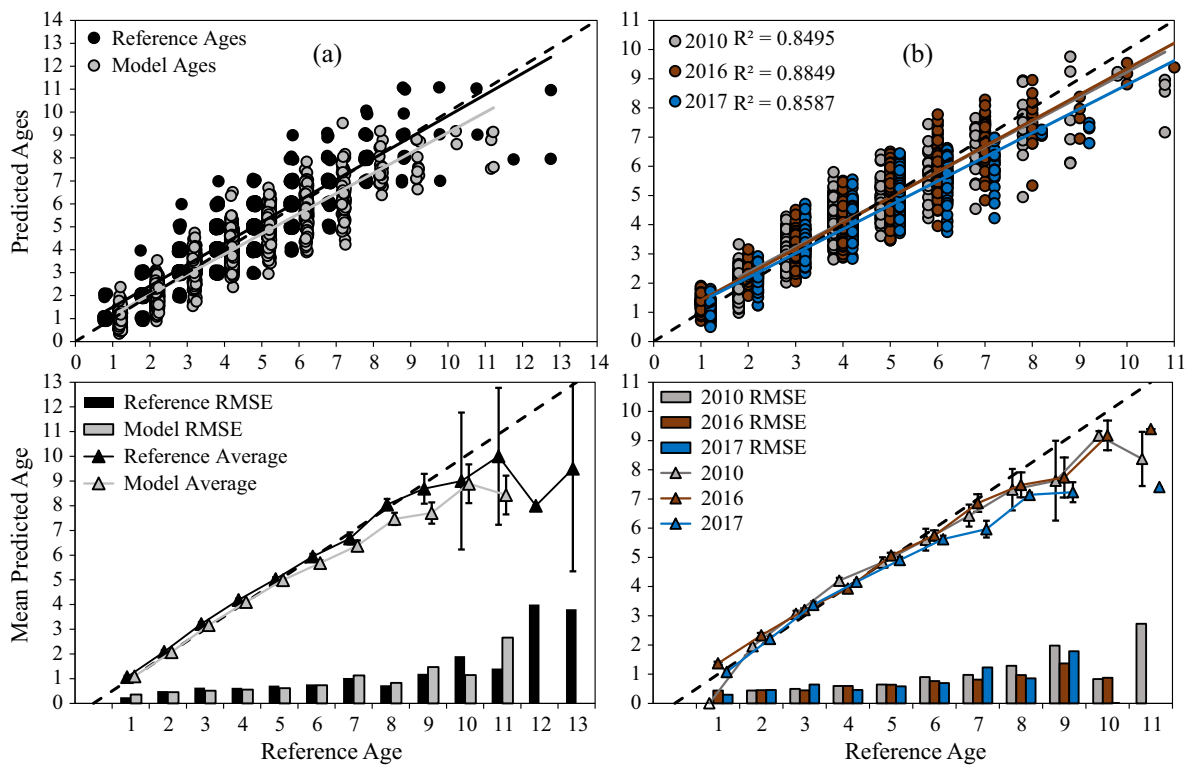 (a)
Reference Ages
Model Ages
Predicted Ages
14
13
12
11
10
9
8
7
6
5
4
3
2
1
0
0 1 2 3 4 5 6 7 8 9 10 11 12 13 14
(b)
2010 R² = 0.8495
2016 R² = 0.8849
2017 R² = 0.8587
11
10
9
8
7
6
5
4
3
2
1
0
0 1 2 3 4 5 6 7 8 9 10 11
Reference RMSE
Model RMSE
Reference Average
Model Average
Mean Predicted Age
13
12
11
10
9
8
7
6
5
4
3
2
1
0
1 2 3 4 5 6 7 8 9 10 11 12 13
Reference Age
2010 RMSE
2016 RMSE
2017 RMSE
2010
2016
2017
11
10
9
8
7
6
5
4
3
2
1
0
1 2 3 4 5 6 7 8 9 10 11
Reference Age